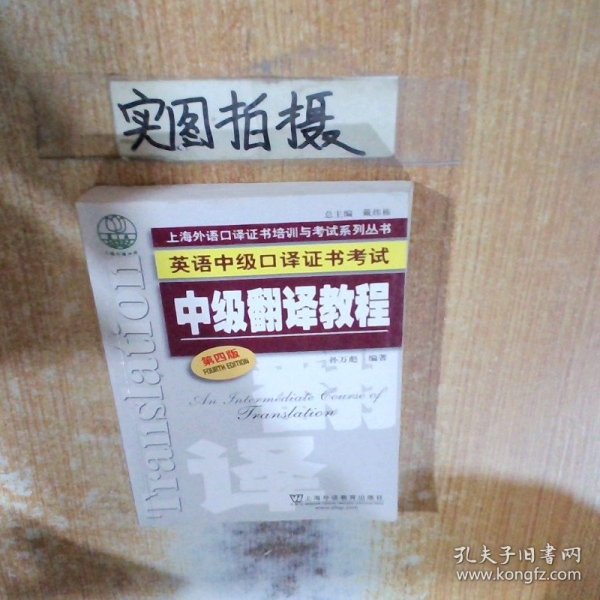 实图拍摄
总主编 戴炜栋
上海外语口译证书培训与考试系列丛书
英语中级口译证书考试
中级翻译教程
第四版
FOURTH EDITION
孙万彪 编著
An Intermediate Course of
Translation
Translation
翻
译
上海外语教育出版社
孔夫子旧书网
www.kongfz.com